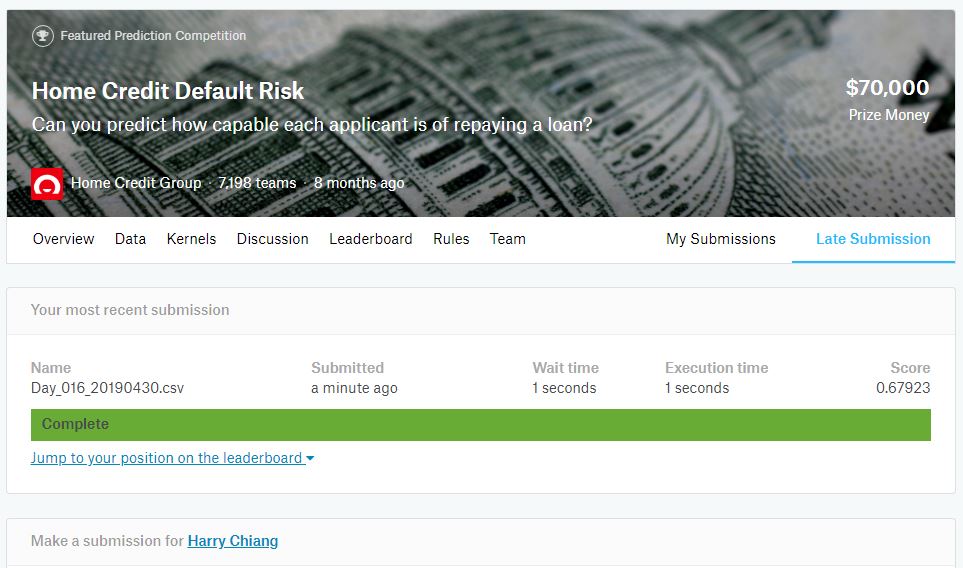 Featured Prediction Competition
Home Credit Default Risk
$70,000
Can you predict how capable each applicant is of repaying a loan?
Prize Money
Home Credit Group · 7,198 teams · 8 months ago
Overview Data Kernels Discussion Leaderboard Rules Team My Submissions Late Submission
Your most recent submission
Name Submitted Wait time Execution time Score
Day_016_20190430.csv a minute ago 1 seconds 1 seconds 0.67923
Complete
Jump to your position on the leaderboard
Make a submission for Harry Chiang